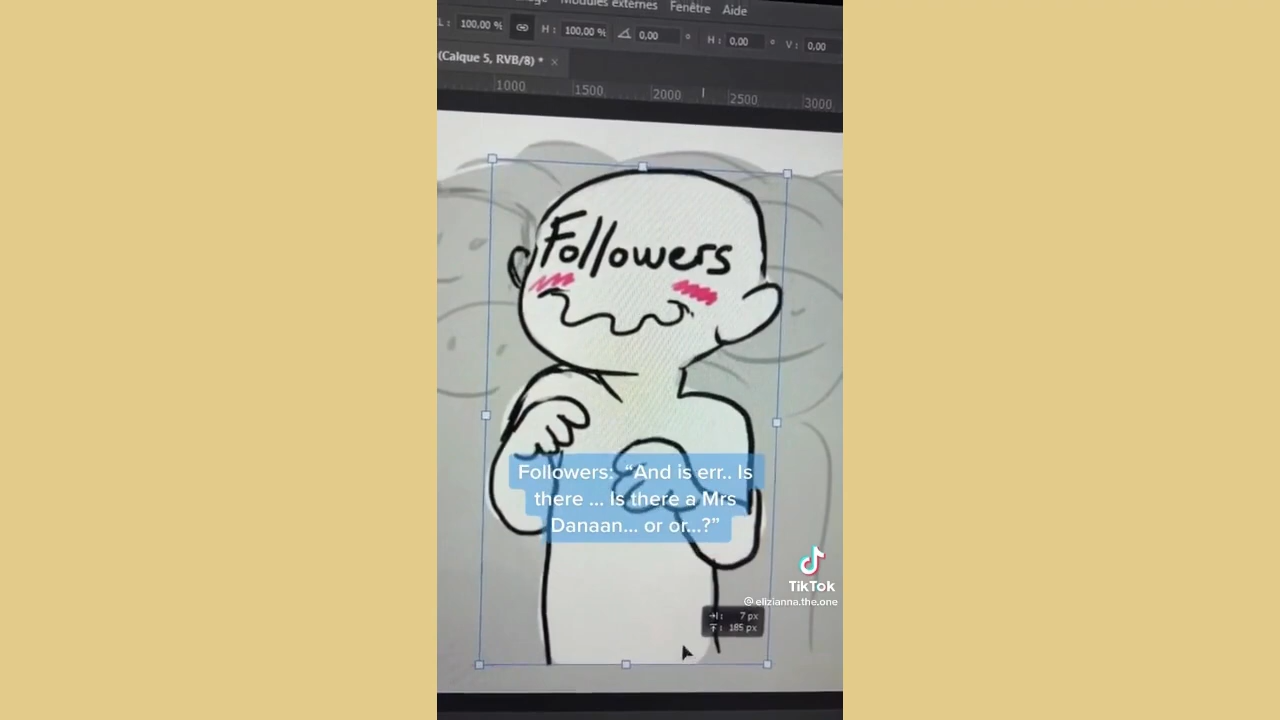 Modules externes Fenêtre Aide
L : 100,00 % H : 100,00 % 0,00 ° H : 0,00 ° V : 0,00
(Calque 5, RVB/8) * ×
1000 1500 2000 2500 3000
Followers
Followers: “And is err.. Is
there ... Is there a Mrs
Danaan... or or...?”
TikTok
@elizianna.the.one
7 px
185 px